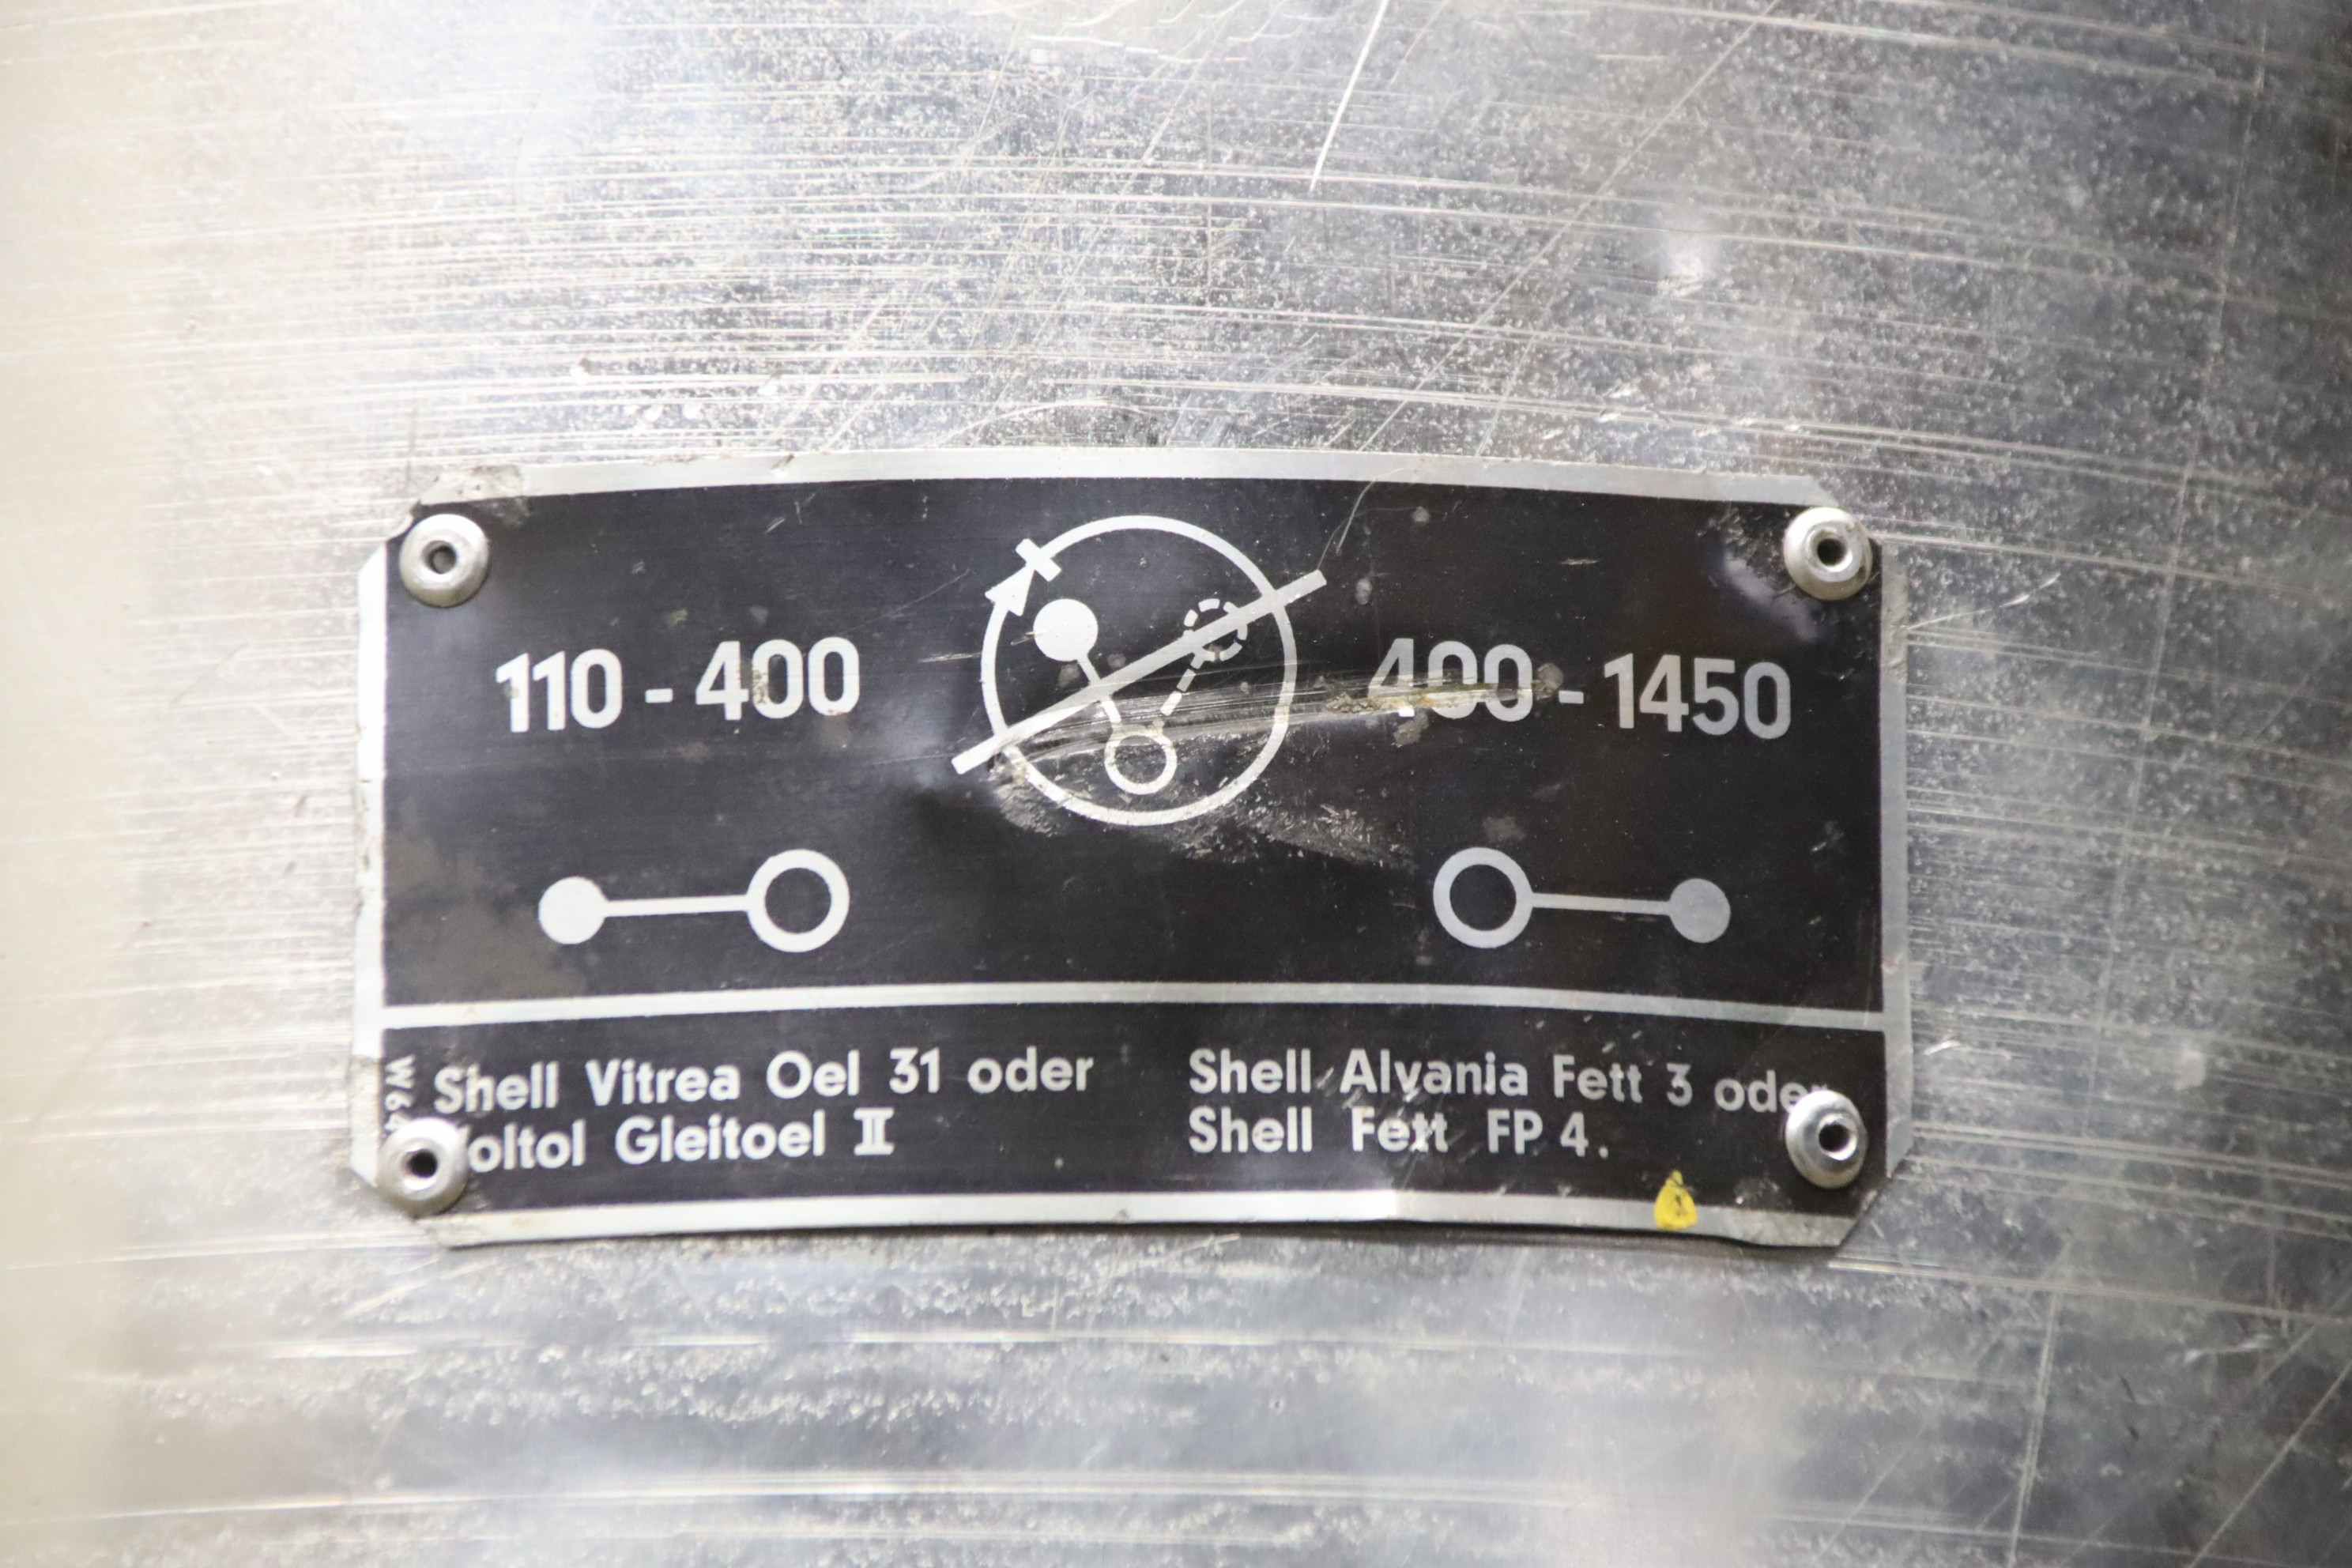 110 - 400
400 - 1450
Shell Vitrea Oel 31 oder
oltol Gleitoel II
Shell Alvania Fett 3 oder
Shell Fett FP 4.